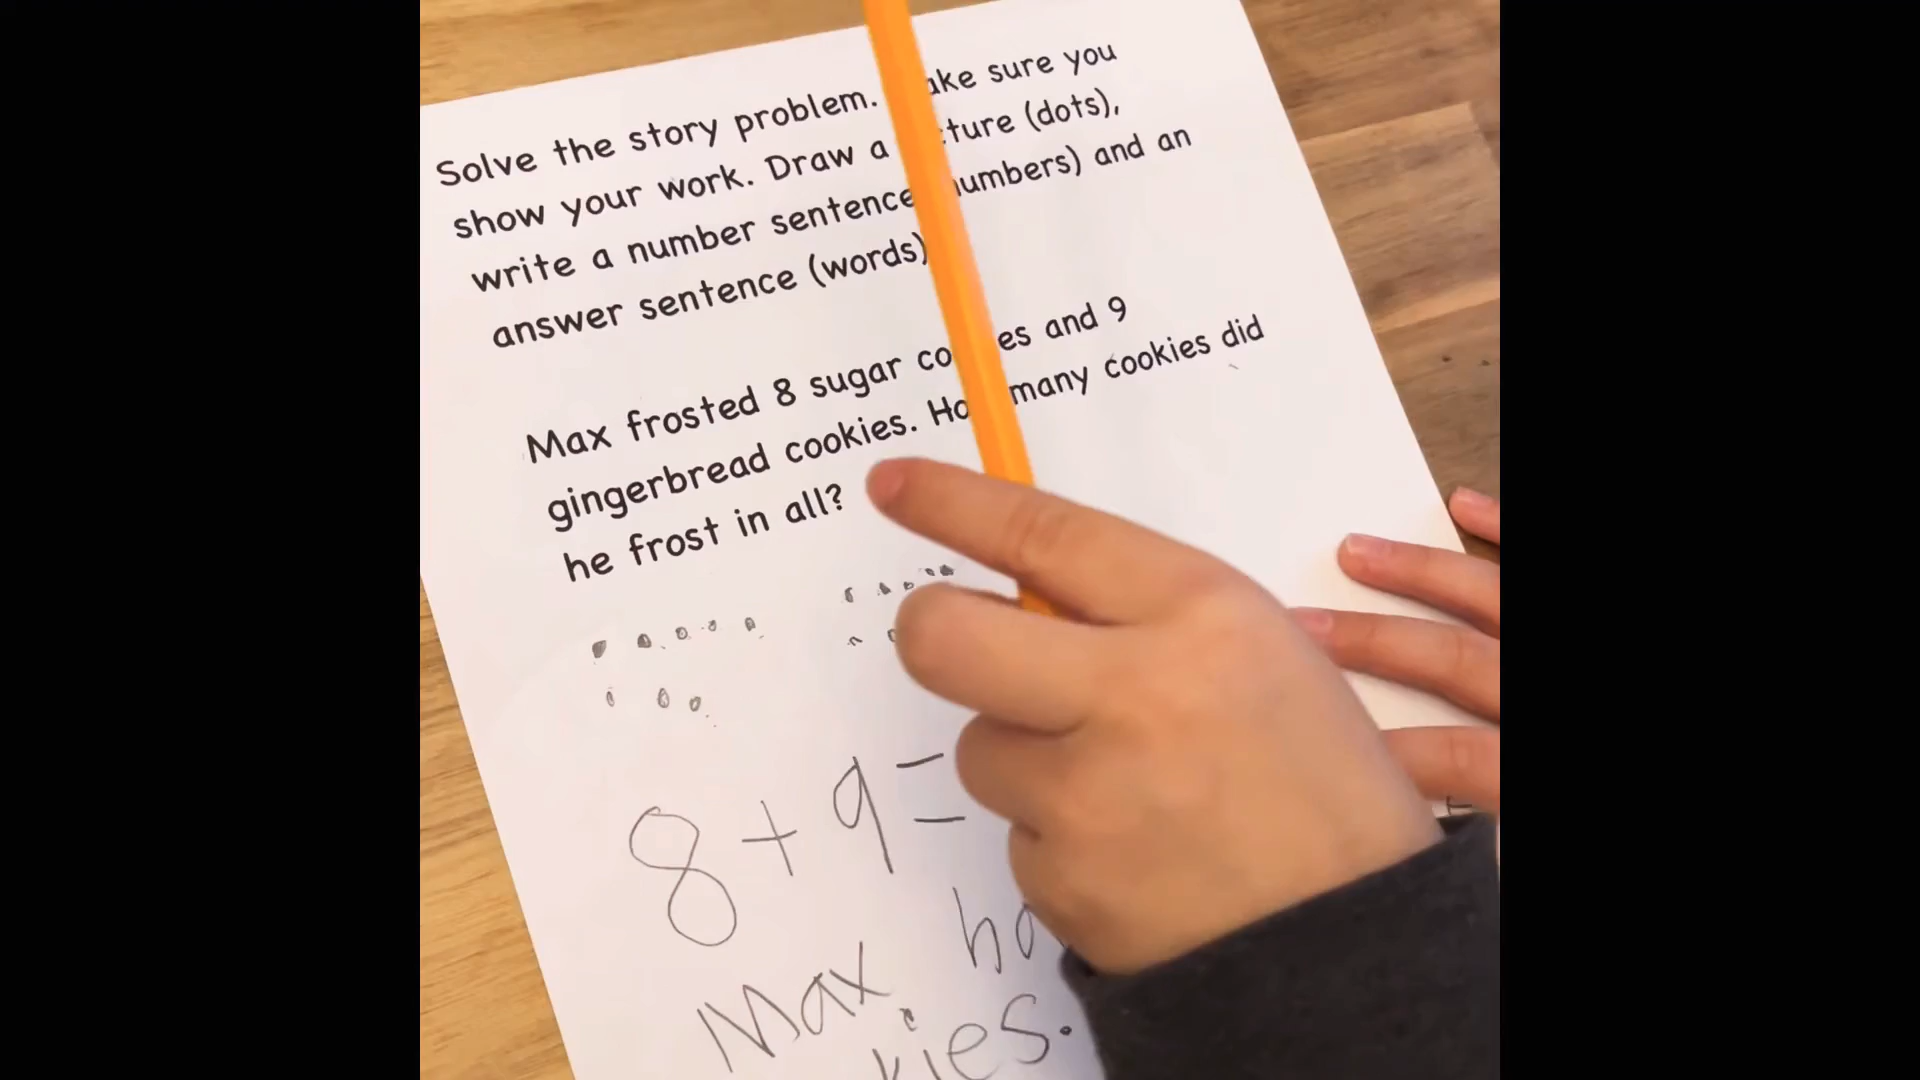 Solve the story problem. ake sure you
show your work. Draw a ture (dots),
write a number sentence umbers) and an
answer sentence (words)
Max frosted 8 sugar co es and 9
gingerbread cookies. Ho many cookies did
he frost in all?
8 + 9 =
Max ha
kies.